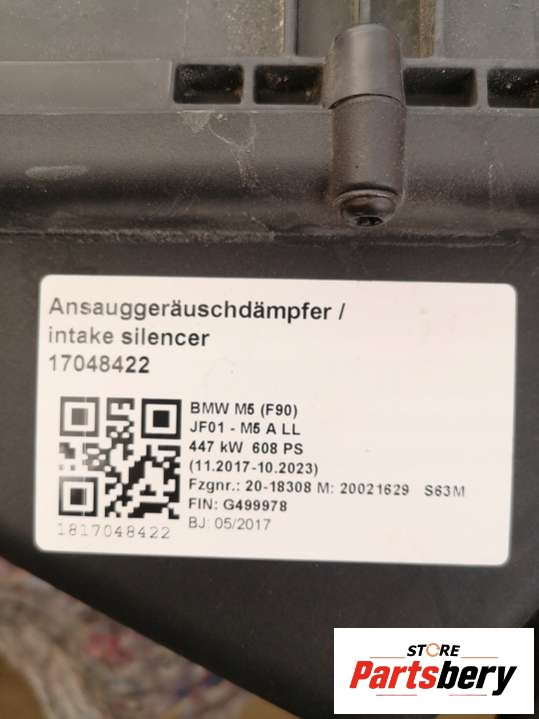 Ansauggeräuschdämpfer /
intake silencer
17048422
BMW M5 (F90)
JF01 - M5 A LL
447 kW 608 PS
(11.2017-10.2023)
Fzgnr.: 20-18308 M: 20021629 S63M
FIN: G499978
BJ: 05/2017
1817048422
STORE
Partsbery